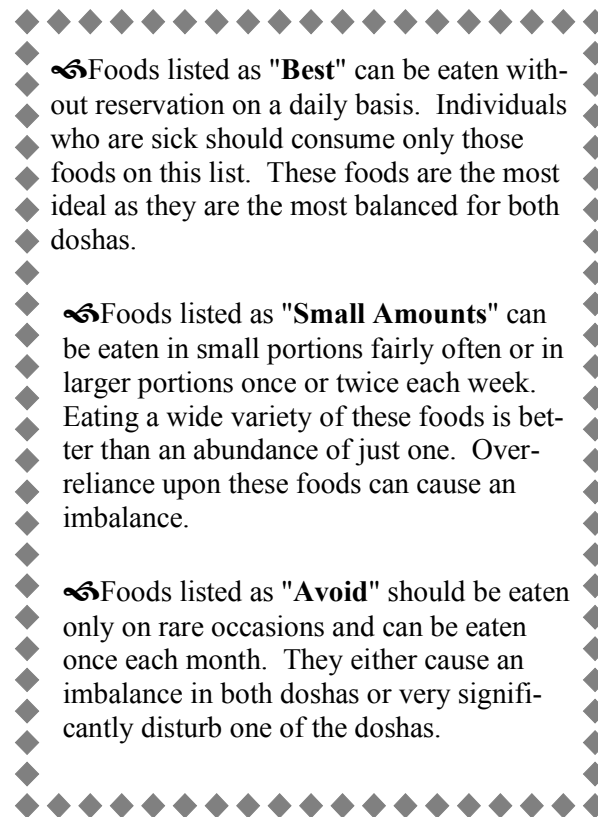 Foods listed as "Best" can be eaten with-
out reservation on a daily basis.  Individuals
who are sick should consume only those
foods on this list.  These foods are the most
ideal as they are the most balanced for both
doshas.
Foods listed as "Small Amounts" can
be eaten in small portions fairly often or in
larger portions once or twice each week.
Eating a wide variety of these foods is bet-
ter than an abundance of just one.  Over-
reliance upon these foods can cause an
imbalance.
Foods listed as "Avoid" should be eaten
only on rare occasions and can be eaten
once each month.  They either cause an
imbalance in both doshas or very signifi-
cantly disturb one of the doshas.